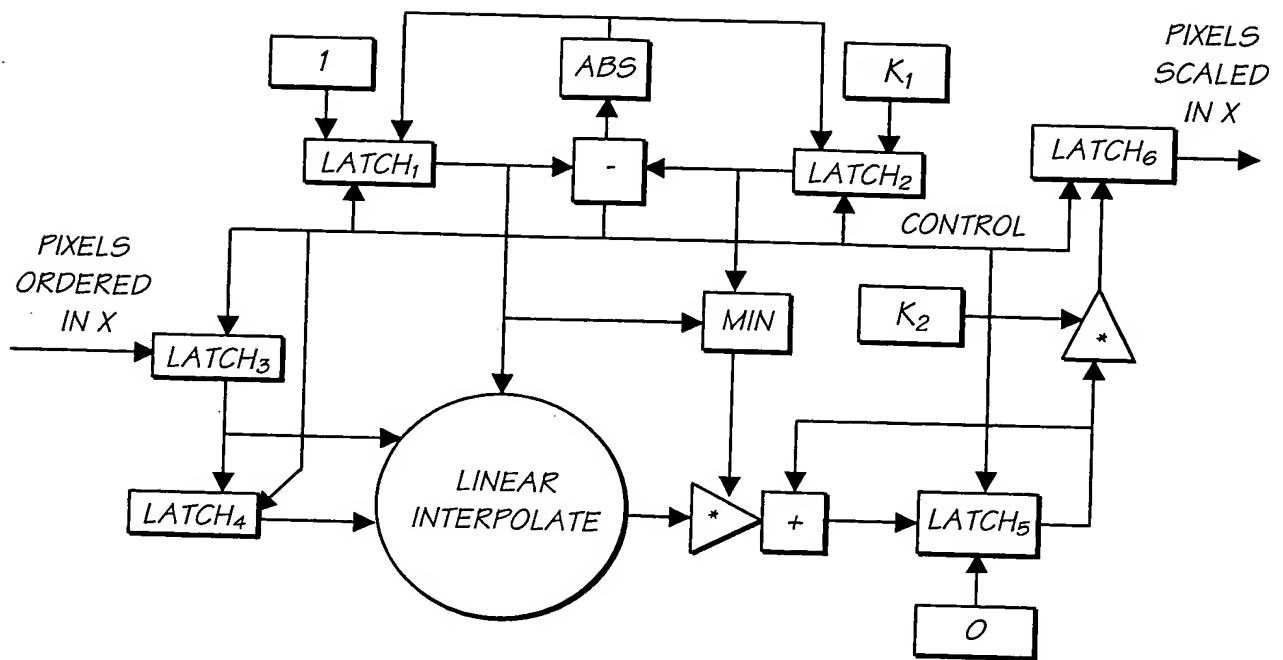 1
ABS
K₁
PIXELS
SCALED
IN X
LATCH₁
-
LATCH₂
LATCH₆
CONTROL
PIXELS
ORDERED
IN X
MIN
K₂
*
LATCH₃
LINEAR
INTERPOLATE
LATCH₄
*
+
LATCH₅
0